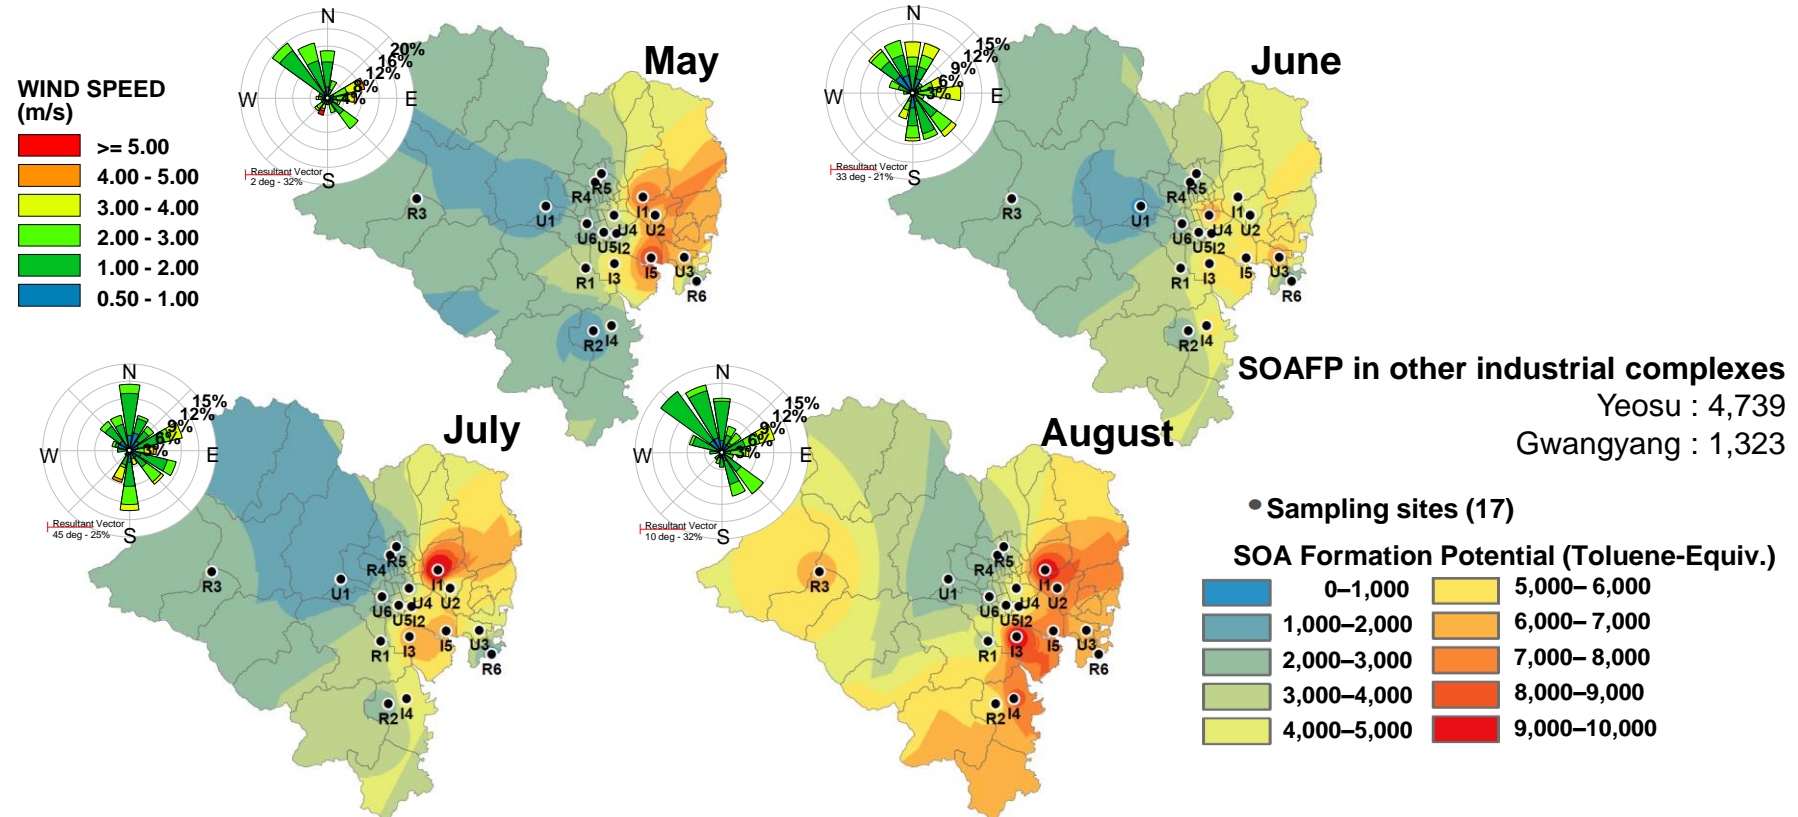 WIND SPEED
(m/s)
>= 5.00
4.00 - 5.00
3.00 - 4.00
2.00 - 3.00
1.00 - 2.00
0.50 - 1.00
N
W
E
S
20%
16%
12%
8%
4%
Resultant Vector
2 deg - 32%
May
R5
R4
R3
U1
I1
U2
U6
U4
U5
I2
R1
I3
I5
U3
R6
R2
I4
N
W
E
S
15%
12%
9%
6%
3%
Resultant Vector
33 deg - 21%
June
R5
R4
R3
U1
I1
U2
U6
U4
U5
I2
R1
I3
I5
U3
R6
R2
I4
N
W
E
S
15%
12%
9%
6%
3%
Resultant Vector
45 deg - 25%
July
R5
R4
R3
U1
I1
U2
U6
U4
U5
I2
R1
I3
I5
U3
R6
R2
I4
N
W
E
S
15%
12%
9%
6%
3%
Resultant Vector
10 deg - 32%
August
R5
R4
R3
U1
I1
U2
U6
U4
U5
I2
R1
I3
I5
U3
R6
R2
I4
SOAFP in other industrial complexes
Yeosu : 4,739
Gwangyang : 1,323
Sampling sites (17)
SOA Formation Potential (Toluene-Equiv.)
0–1,000
1,000–2,000
2,000–3,000
3,000–4,000
4,000–5,000
5,000– 6,000
6,000– 7,000
7,000– 8,000
8,000–9,000
9,000–10,000